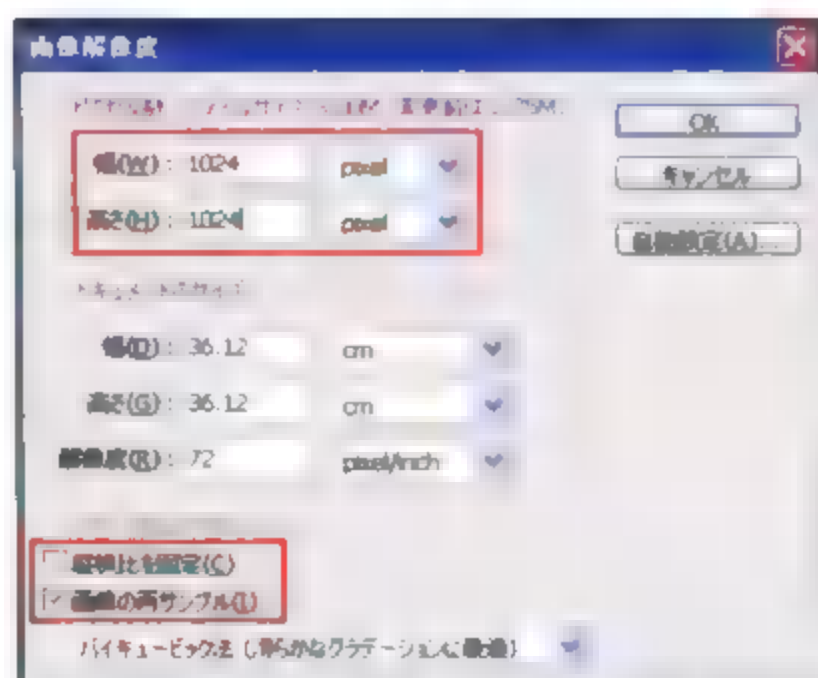 画像解像度
OK
幅(W): 1024 pixel
キャンセル
高さ(H): 1024 pixel
自動設定(A)...
幅(D): 36.12 cm
高さ(G): 36.12 cm
解像度(R): 72 pixel/inch
縦横比を固定(C)
画像の再サンプル(I)
バイキュービック法 (滑らかなグラデーションに最適)